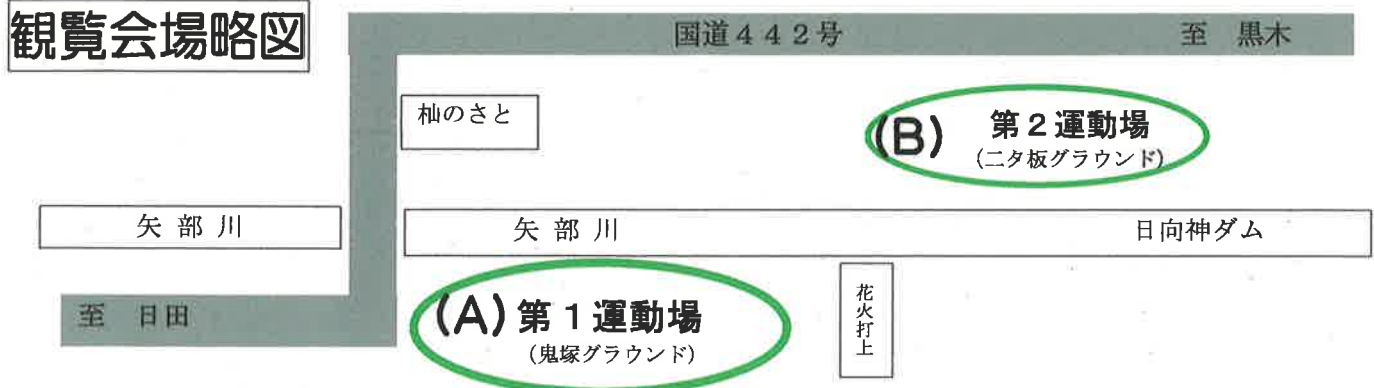 観覧会場略図
国道442号
至 黒木
杣のさと
(B) 第2運動場
(二タ板グラウンド)
矢部川
矢部川
日向神ダム
至 日田
(A) 第1運動場
(鬼塚グラウンド)
花火打上